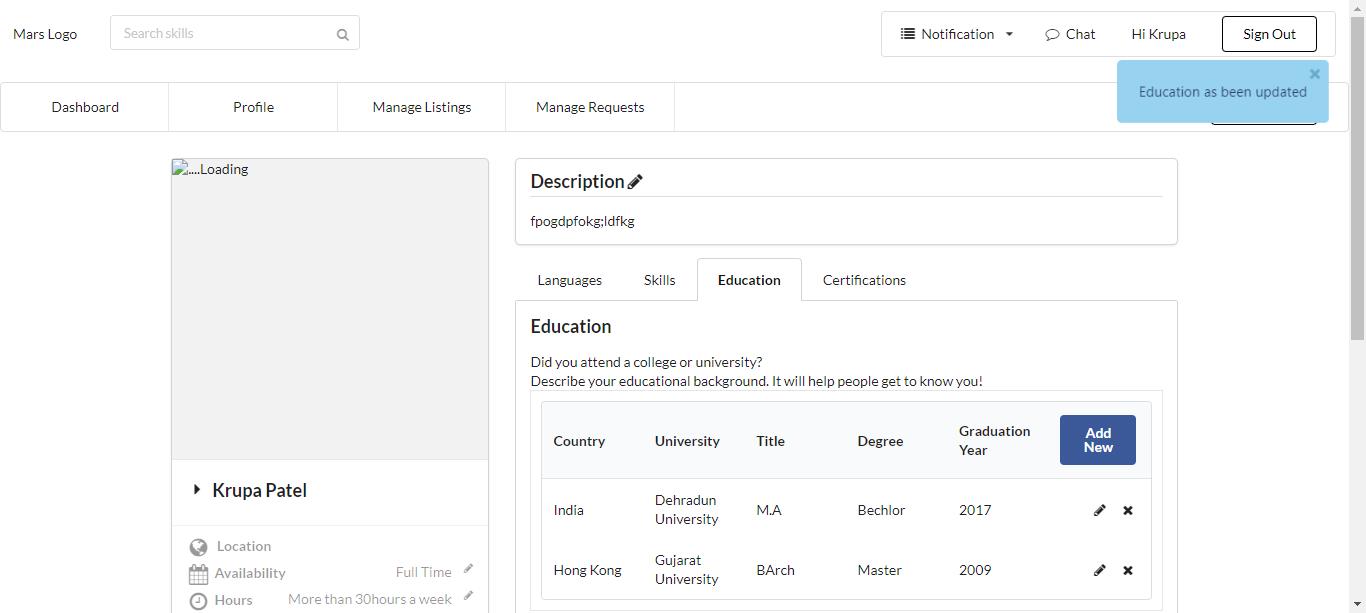 Mars Logo
Search skills
Notification
Chat
Hi Krupa
Sign Out
Education as been updated
Dashboard
Profile
Manage Listings
Manage Requests
....Loading
Description
fpogdpfokg;ldfkg
Languages
Skills
Education
Certifications
Education
Did you attend a college or university?
Describe your educational background. It will help people get to know you!
Country
University
Title
Degree
Graduation
Year
Add
New
India
Dehradun
University
M.A
Bechlor
2017
Hong Kong
Gujarat
University
BArch
Master
2009
Krupa Patel
Location
Availability
Full Time
Hours
More than 30hours a week